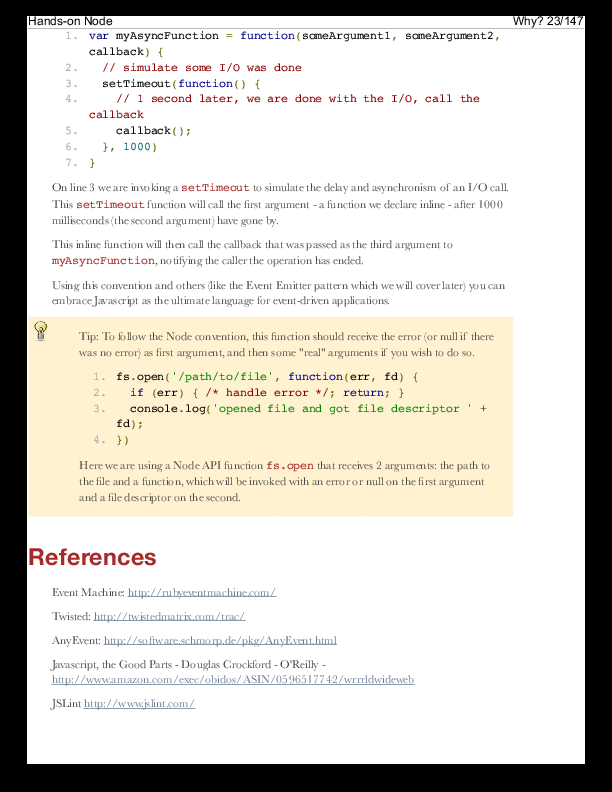 Hands-on Node Why? 23/147
1. var myAsyncFunction = function(someArgument1, someArgument2,
callback) {
2. // simulate some I/O was done
3. setTimeout(function() {
4. // 1 second later, we are done with the I/O, call the
callback
5. callback();
6. }, 1000)
7. }
On line 3 we are invoking a setTimeout to simulate the delay and asynchronism of an I/O call.
This setTimeout function will call the first argument - a function we declare inline - after 1000
milliseconds (the second argument) have gone by.
This inline function will then call the callback that was passed as the third argument to
myAsyncFunction, notifying the caller the operation has ended.
Using this convention and others (like the Event Emitter pattern which we will cover later) you can
embrace Javascript as the ultimate language for event-driven applications.
Tip: To follow the Node convention, this function should receive the error (or null if there
was no error) as first argument, and then some "real" arguments if you wish to do so.
1. fs.open('/path/to/file', function(err, fd) {
2. if (err) { /* handle error */; return; }
3. console.log('opened file and got file descriptor ' +
fd);
4. })
Here we are using a Node API function fs.open that receives 2 arguments: the path to
the file and a function, which will be invoked with an error or null on the first argument
and a file descriptor on the second.
References
Event Machine: http://rubyeventmachine.com/
Twisted: http://twistedmatrix.com/trac/
AnyEvent: http://software.schmorp.de/pkg/AnyEvent.html
Javascript, the Good Parts - Douglas Crockford - O'Reilly -
http://www.amazon.com/exec/obidos/ASIN/0596517742/wrrrldwideweb
JSLint http://www.jslint.com/